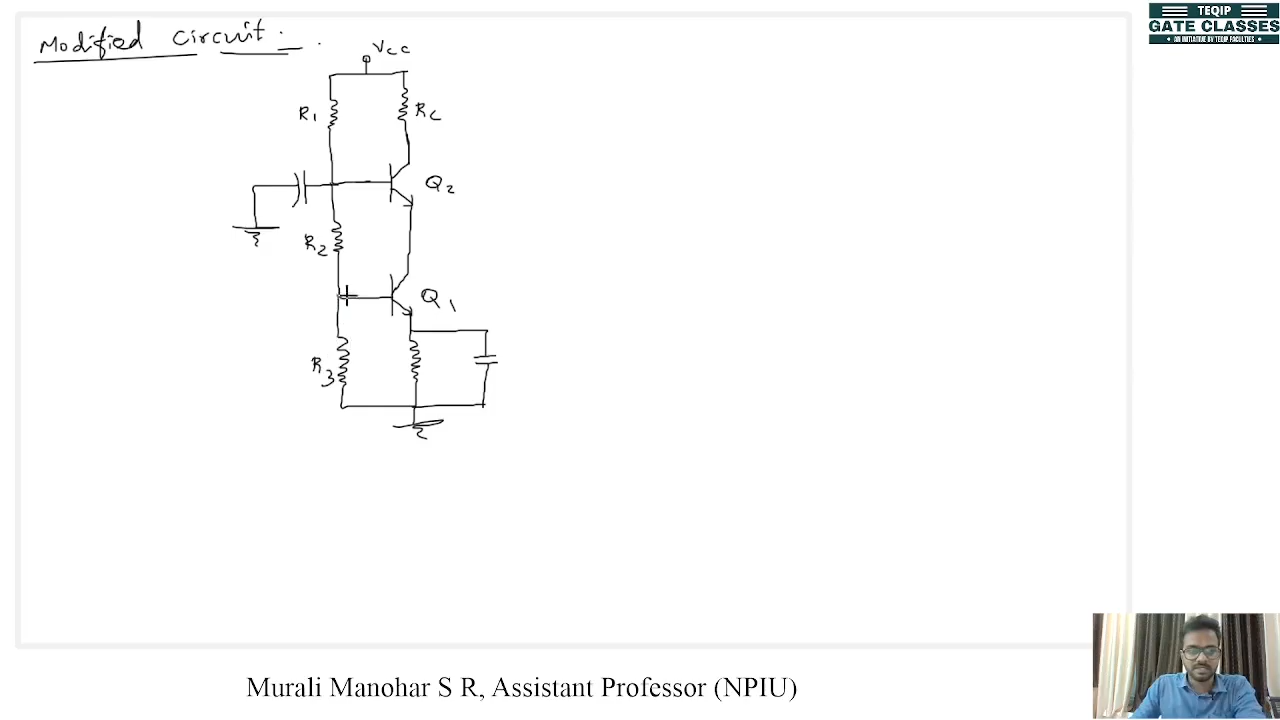 Modified Circuit.
TEQIP
GATE CLASSES
• AN INITIATIVE BY TEQIP FACULTIES •
VCC
R1
RC
Q2
R2
Q1
R3
Murali Manohar S R, Assistant Professor (NPIU)